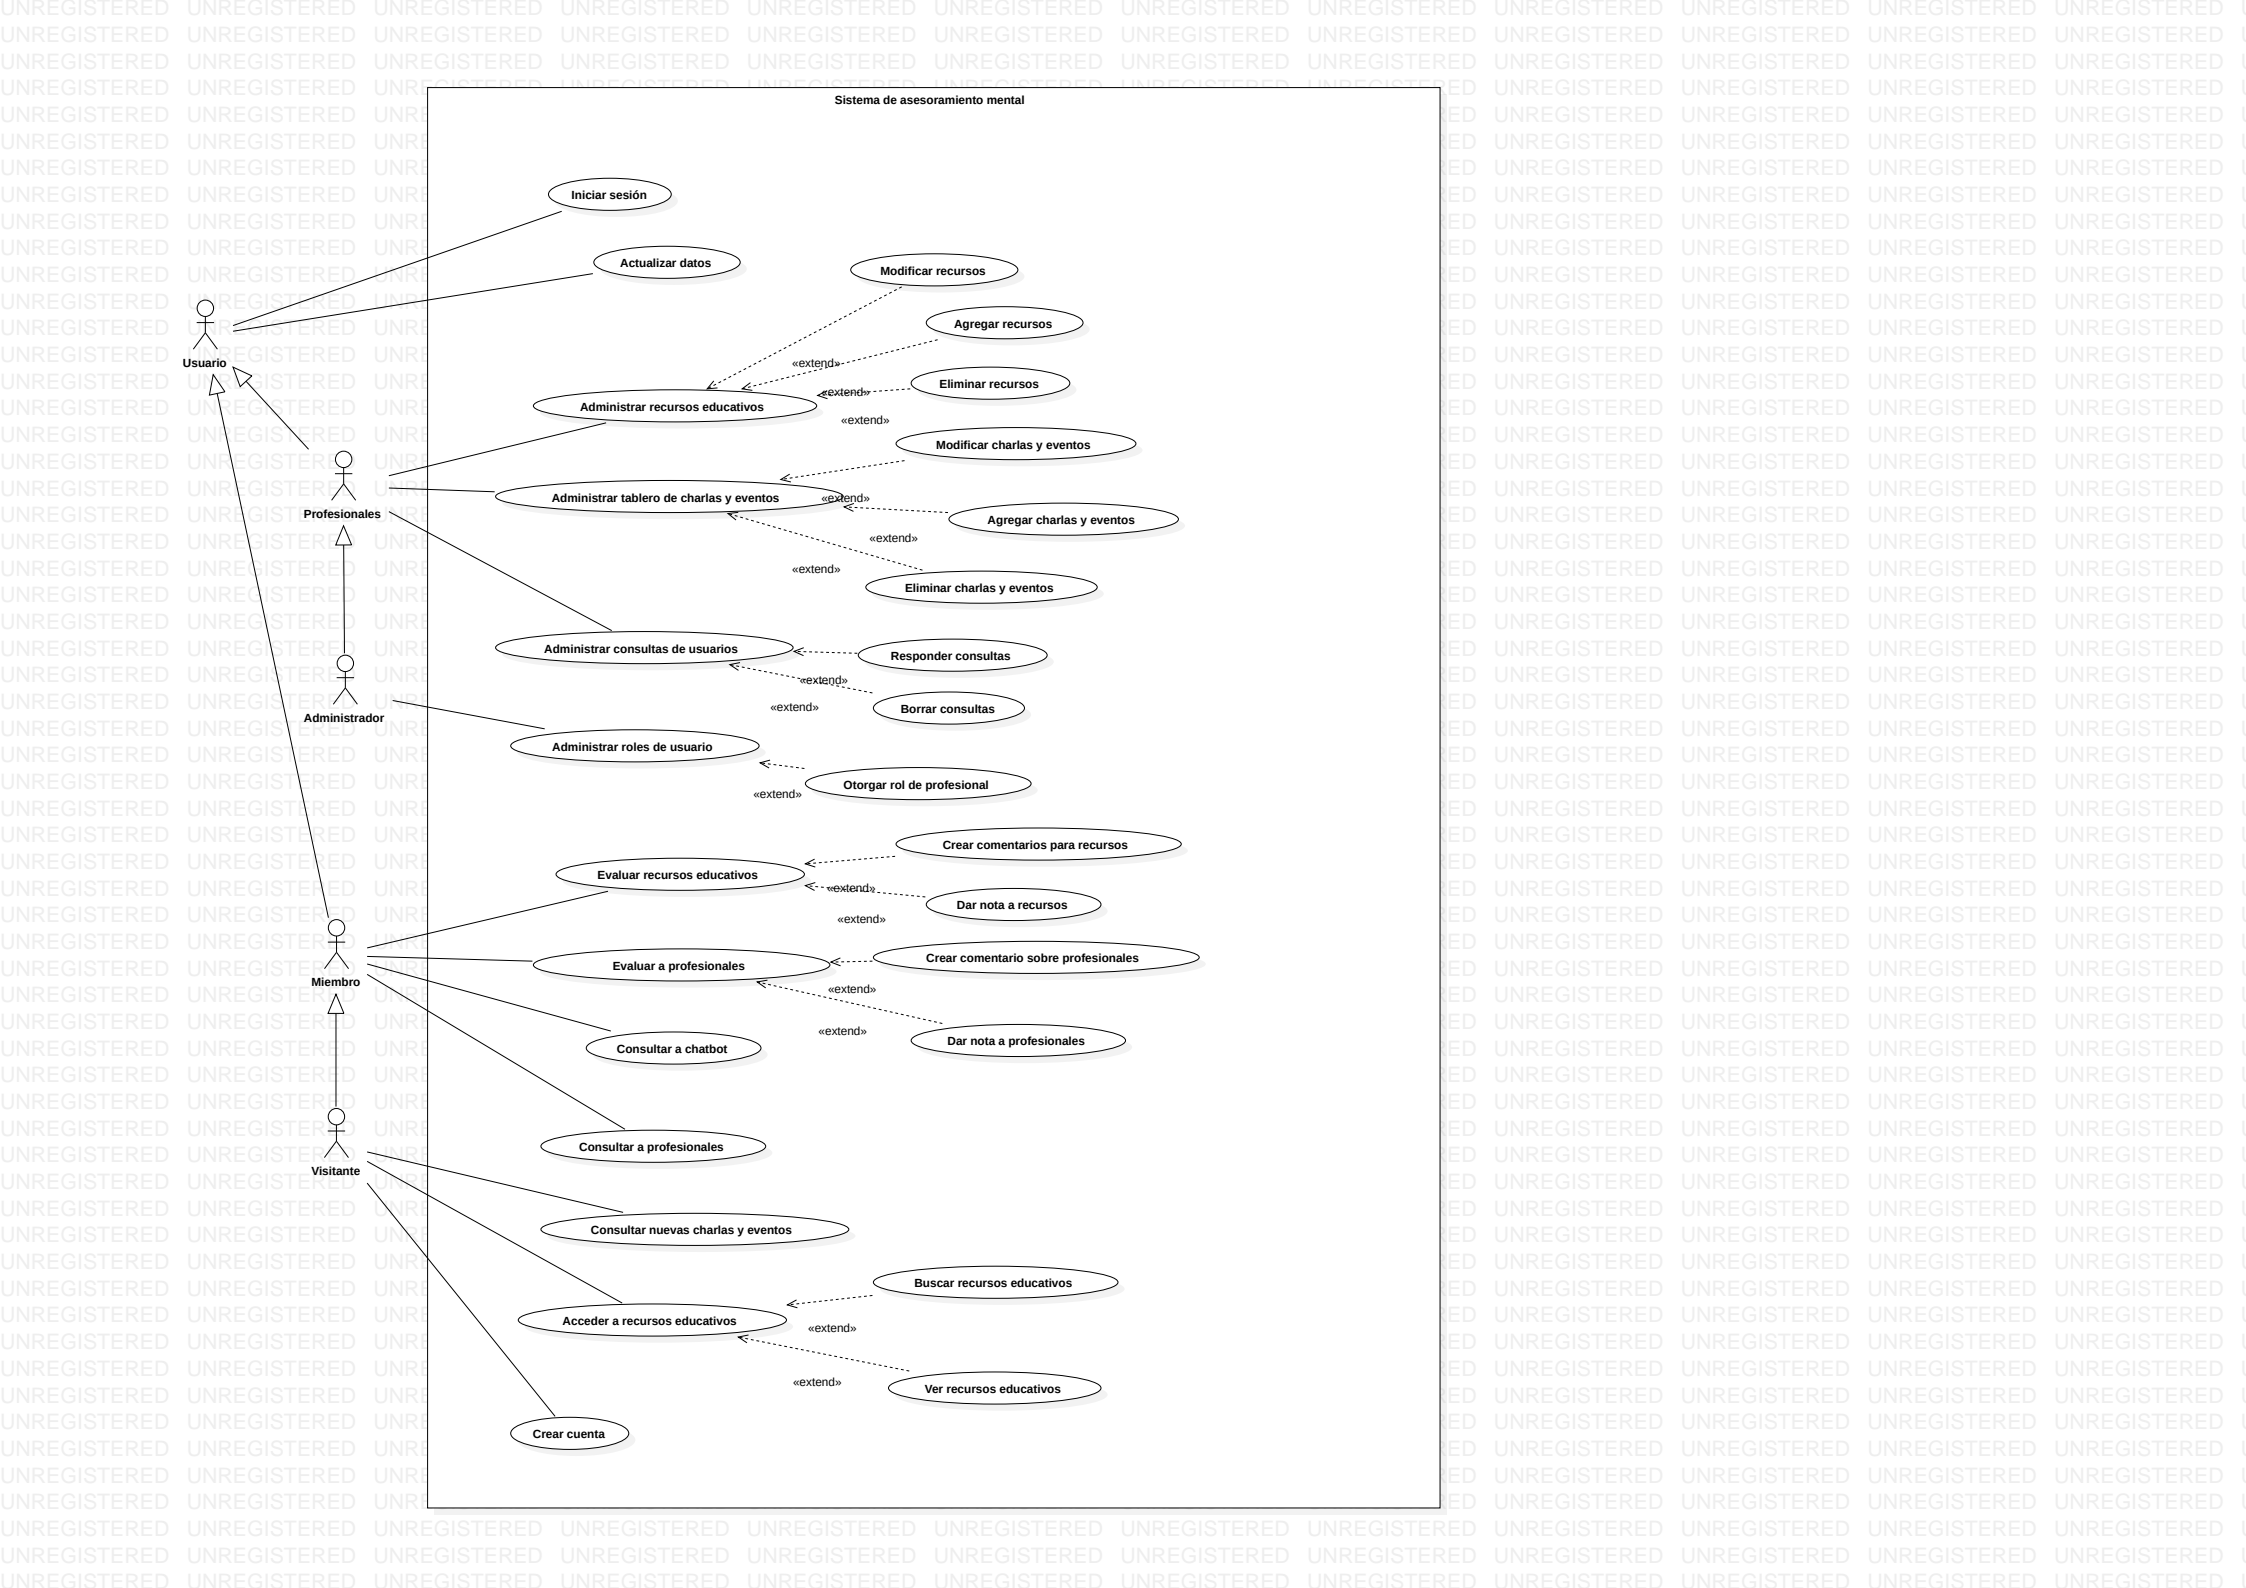 Sistema de asesoramiento mental
Iniciar sesión
Actualizar datos
Modificar recursos
Agregar recursos
Usuario
«extend»
Eliminar recursos
«extend»
Administrar recursos educativos
«extend»
Modificar charlas y eventos
Administrar tablero de charlas y eventos
«extend»
Profesionales
Agregar charlas y eventos
«extend»
«extend»
Eliminar charlas y eventos
Administrar consultas de usuarios
Responder consultas
«extend»
«extend»
Borrar consultas
Administrador
Administrar roles de usuario
Otorgar rol de profesional
«extend»
Crear comentarios para recursos
Evaluar recursos educativos
«extend»
Dar nota a recursos
«extend»
Crear comentario sobre profesionales
Evaluar a profesionales
Miembro
«extend»
«extend»
Dar nota a profesionales
Consultar a chatbot
Consultar a profesionales
Visitante
Consultar nuevas charlas y eventos
Buscar recursos educativos
Acceder a recursos educativos
«extend»
«extend»
Ver recursos educativos
Crear cuenta
UNREGISTERED